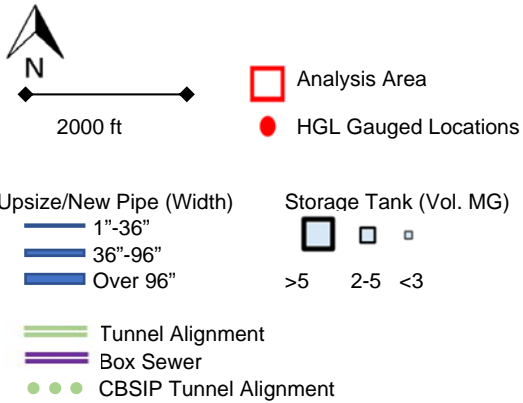 N
2000 ft
Analysis Area
HGL Gauged Locations
Upsize/New Pipe (Width)
1”-36”
36”-96”
Over 96”
Storage Tank (Vol. MG)
>5 2-5 <3
Tunnel Alignment
Box Sewer
CBSIP Tunnel Alignment